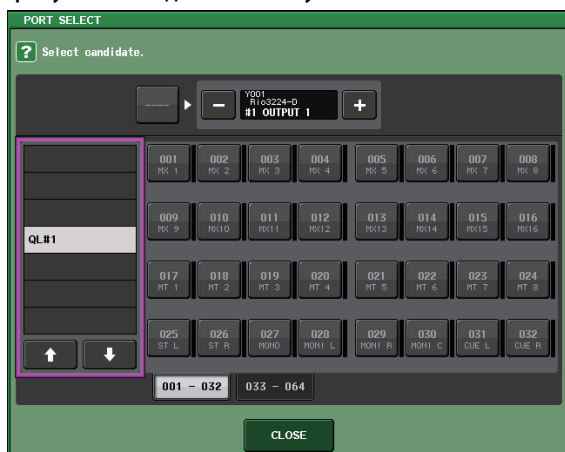 PORT SELECT
? Select candidate.
----
Y001
Rio3224-D
#1 OUTPUT 1
− +
QL#1
001 002 003 004 005 006 007 008
MX 1 MX 2 MX 3 MX 4 MX 5 MX 6 MX 7 MX 8
009 010 011 012 013 014 015 016
MX 9 MX10 MX11 MX12 MX13 MX14 MX15 MX16
017 018 019 020 021 022 023 024
MT 1 MT 2 MT 3 MT 4 MT 5 MT 6 MT 7 MT 8
025 026 027 028 029 030 031 032
ST L ST R MONO MONI L MONI R MONI C CUE L CUE R
001 - 032 033 - 064
CLOSE